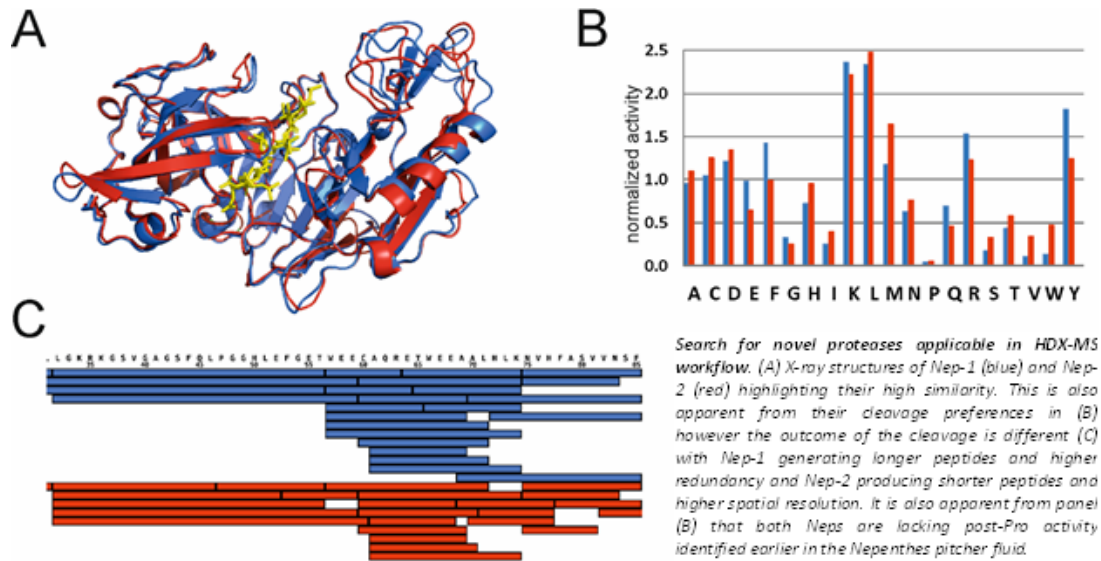 A
B
normalized activity
2.5
2.0
1.5
1.0
0.5
0.0
A C D E F G H I K L M N P Q R S T V W Y
C
35
85
Search for novel proteases applicable in HDX-MS
workflow. (A) X-ray structures of Nep-1 (blue) and Nep-
2 (red) highlighting their high similarity. This is also
apparent from their cleavage preferences in (B)
however the outcome of the cleavage is different (C)
with Nep-1 generating longer peptides and higher
redundancy and Nep-2 producing shorter peptides and
higher spatial resolution. It is also apparent from panel
(B) that both Neps are lacking post-Pro activity
identified earlier in the Nepenthes pitcher fluid.